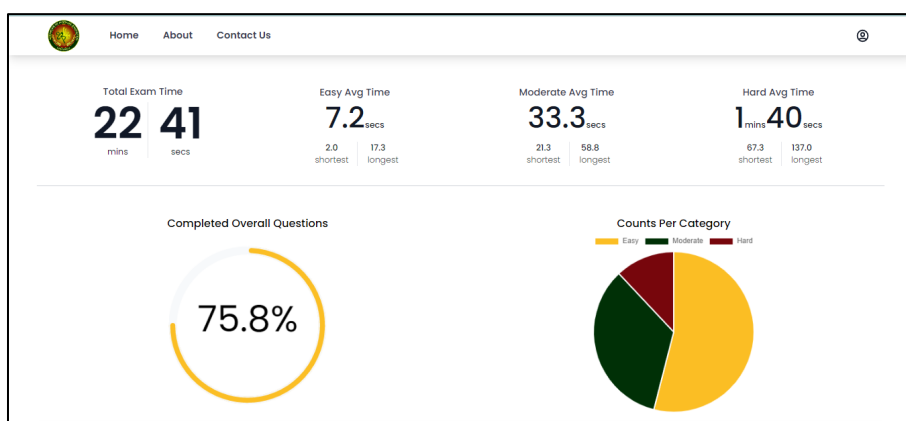 Home About Contact Us
Total Exam Time
22 41
mins secs
Easy Avg Time
7.2secs
2.0 17.3
shortest longest
Moderate Avg Time
33.3secs
21.3 58.8
shortest longest
Hard Avg Time
1mins40secs
67.3 137.0
shortest longest
Completed Overall Questions
75.8%
Counts Per Category
Easy Moderate Hard